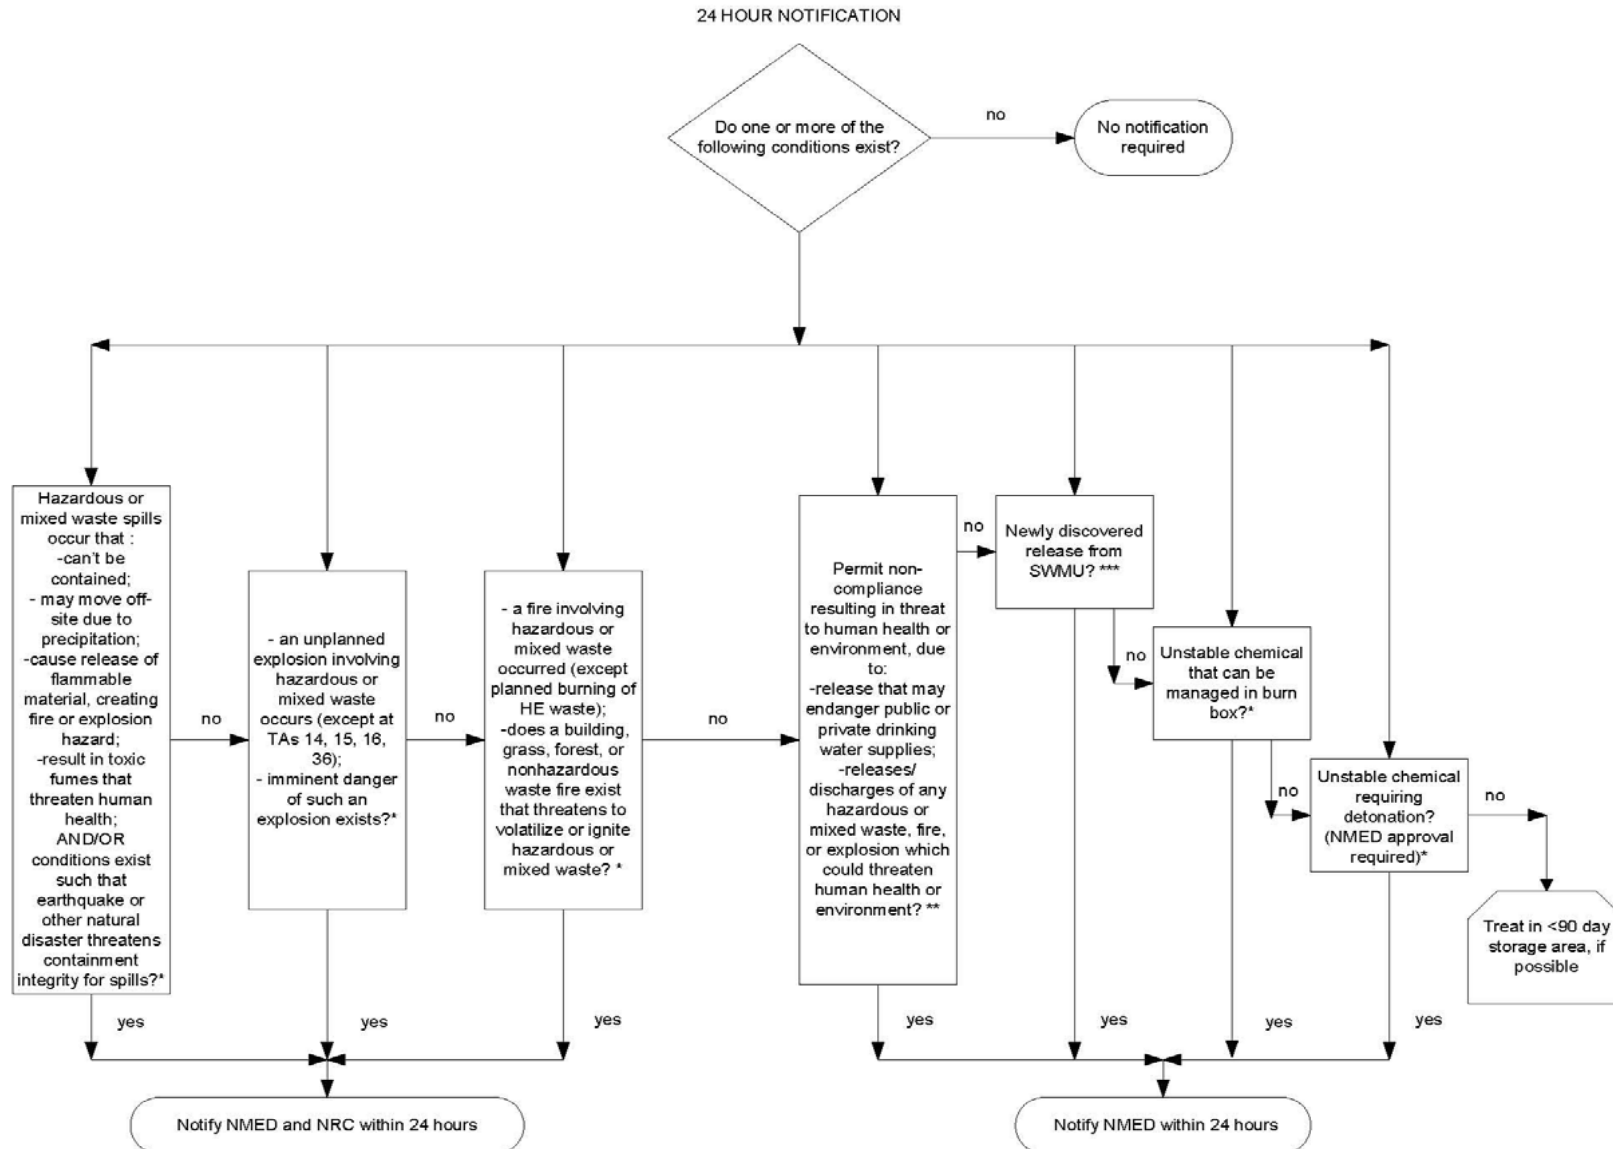 24 HOUR NOTIFICATION
Do one or more of the
following conditions exist?
no
No notification
required
Hazardous or
mixed waste spills
occur that :
-can't be
contained;
- may move off-
site due to
precipitation;
-cause release of
flammable
material, creating
fire or explosion
hazard;
-result in toxic
fumes that
threaten human
health;
AND/OR
conditions exist
such that
earthquake or
other natural
disaster threatens
containment
integrity for spills?*
no
yes
- an unplanned
explosion involving
hazardous or
mixed waste
occurs (except at
TAs 14, 15, 16,
36);
- imminent danger
of such an
explosion exists?*
no
yes
- a fire involving
hazardous or
mixed waste
occurred (except
planned burning of
HE waste);
-does a building,
grass, forest, or
nonhazardous
waste fire exist
that threatens to
volatilize or ignite
hazardous or
mixed waste? *
no
yes
Permit non-
compliance
resulting in threat
to human health or
environment, due
to:
-release that may
endanger public or
private drinking
water supplies;
-releases/
discharges of any
hazardous or
mixed waste, fire,
or explosion which
could threaten
human health or
environment? **
no
yes
Newly discovered
release from
SWMU? ***
no
yes
Unstable chemical
that can be
managed in burn
box?*
no
yes
Unstable chemical
requiring
detonation?
(NMED approval
required)*
no
yes
Treat in <90 day
storage area, if
possible
Notify NMED and NRC within 24 hours
Notify NMED within 24 hours